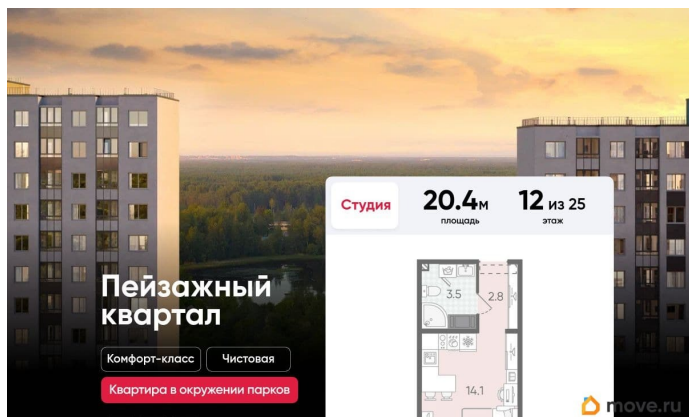 Студия
20.4м
площадь
12 из 25
этаж
3.5
2.8
14.1
Пейзажный
квартал
Комфорт-класс
Чистовая
Квартира в окружении парков
move.ru